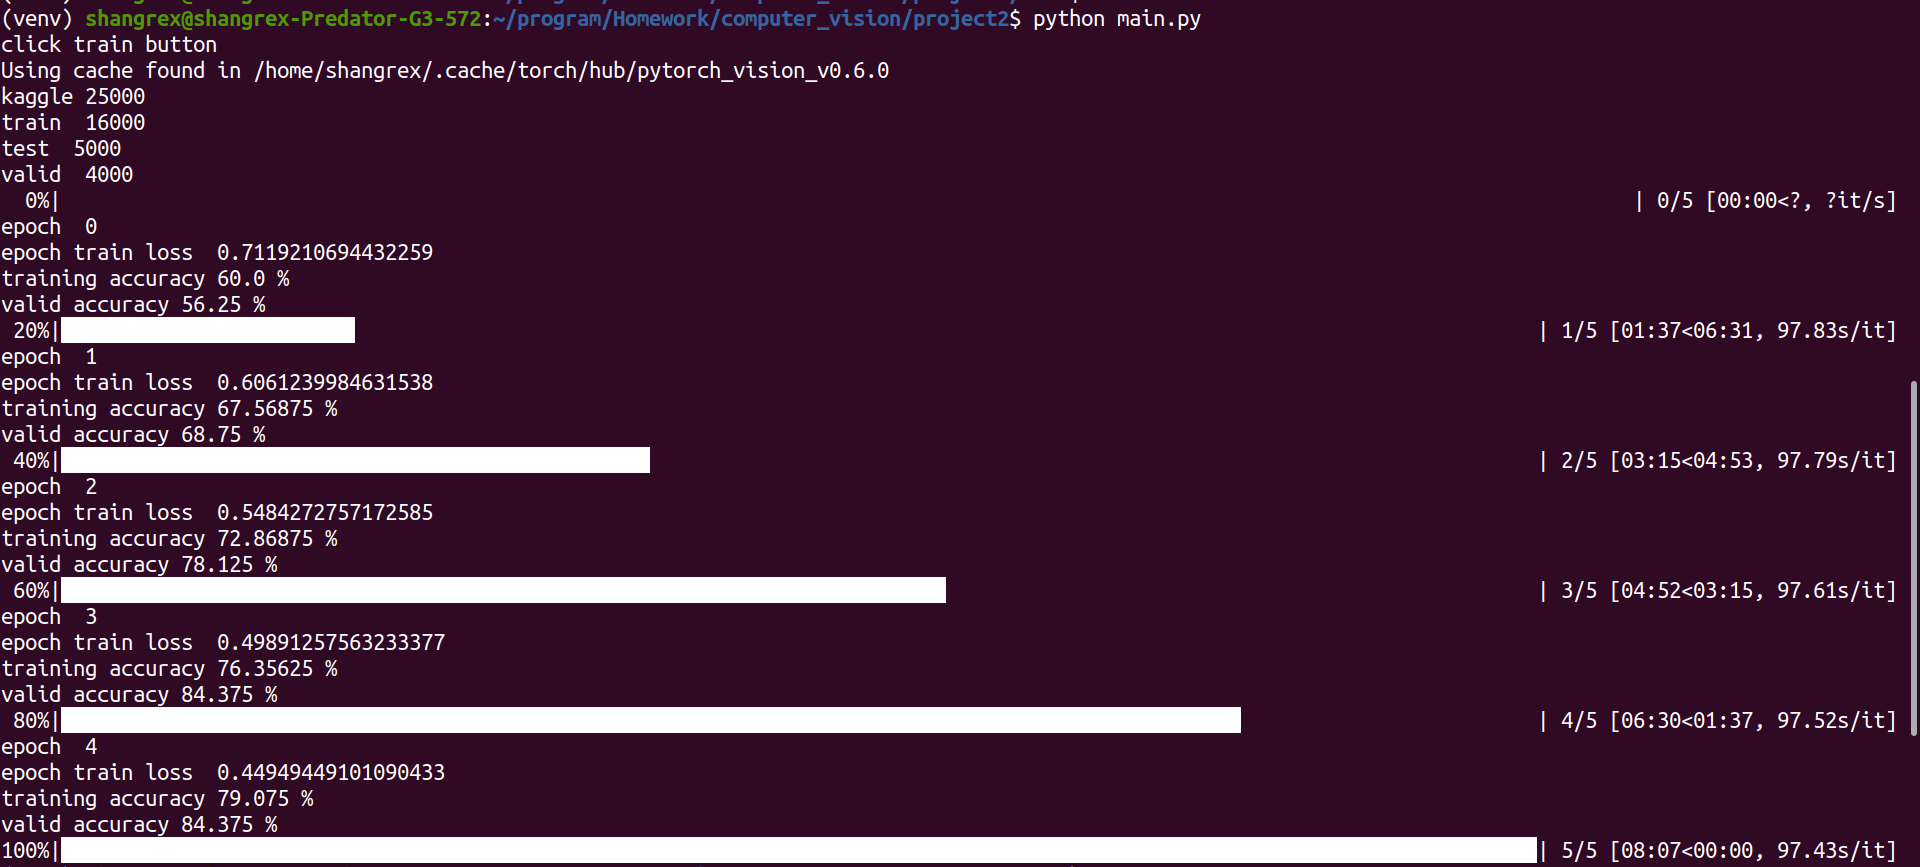 (venv) shangrex@shangrex-Predator-G3-572:~/program/Homework/computer_vision/project2$ python main.py
click train button
Using cache found in /home/shangrex/.cache/torch/hub/pytorch_vision_v0.6.0
kaggle 25000
train  16000
test  5000
valid  4000
  0%| | 0/5 [00:00<?, ?it/s]
epoch  0
epoch train loss  0.7119210694432259
training accuracy 60.0 %
valid accuracy 56.25 %
 20%| | 1/5 [01:37<06:31, 97.83s/it]
epoch  1
epoch train loss  0.6061239984631538
training accuracy 67.56875 %
valid accuracy 68.75 %
 40%| | 2/5 [03:15<04:53, 97.79s/it]
epoch  2
epoch train loss  0.5484272757172585
training accuracy 72.86875 %
valid accuracy 78.125 %
 60%| | 3/5 [04:52<03:15, 97.61s/it]
epoch  3
epoch train loss  0.49891257563233377
training accuracy 76.35625 %
valid accuracy 84.375 %
 80%| | 4/5 [06:30<01:37, 97.52s/it]
epoch  4
epoch train loss  0.44949449101090433
training accuracy 79.075 %
valid accuracy 84.375 %
100%| | 5/5 [08:07<00:00, 97.43s/it]